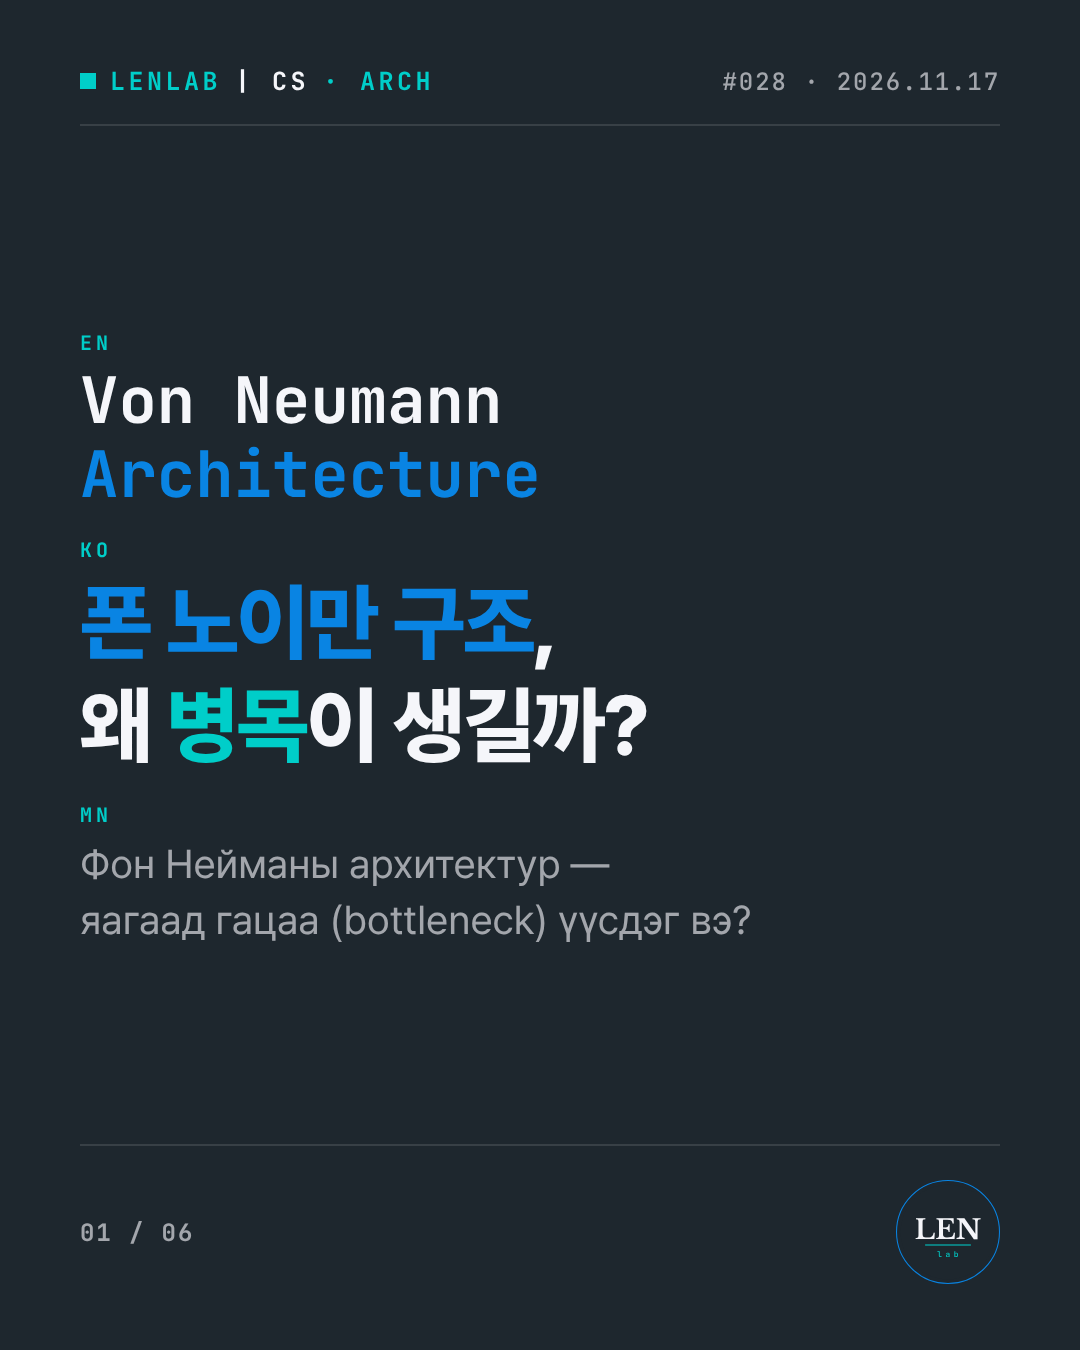 LENLAB | CS · ARCH
#028 · 2026.11.17
EN
Von Neumann
Architecture
KO
폰 노이만 구조,
왜 병목이 생길까?
MN
Фон Нейманы архитектур —
яагаад гацаа (bottleneck) үүсдэг вэ?
01 / 06
LEN
lab